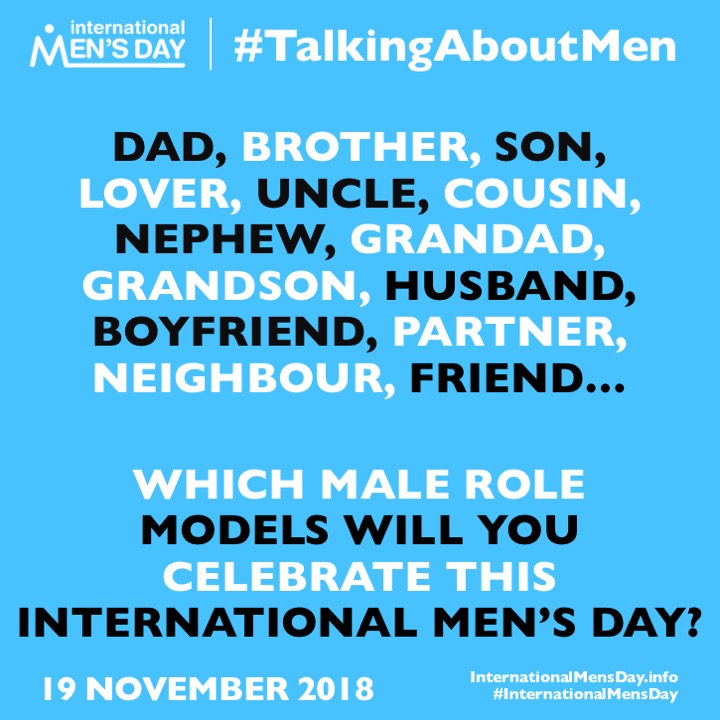 international
MEN'S DAY
#TalkingAboutMen
DAD, BROTHER, SON,
LOVER, UNCLE, COUSIN,
NEPHEW, GRANDAD,
GRANDSON, HUSBAND,
BOYFRIEND, PARTNER,
NEIGHBOUR, FRIEND...
WHICH MALE ROLE
MODELS WILL YOU
CELEBRATE THIS
INTERNATIONAL MEN'S DAY?
19 NOVEMBER 2018
InternationalMensDay.info
#InternationalMensDay